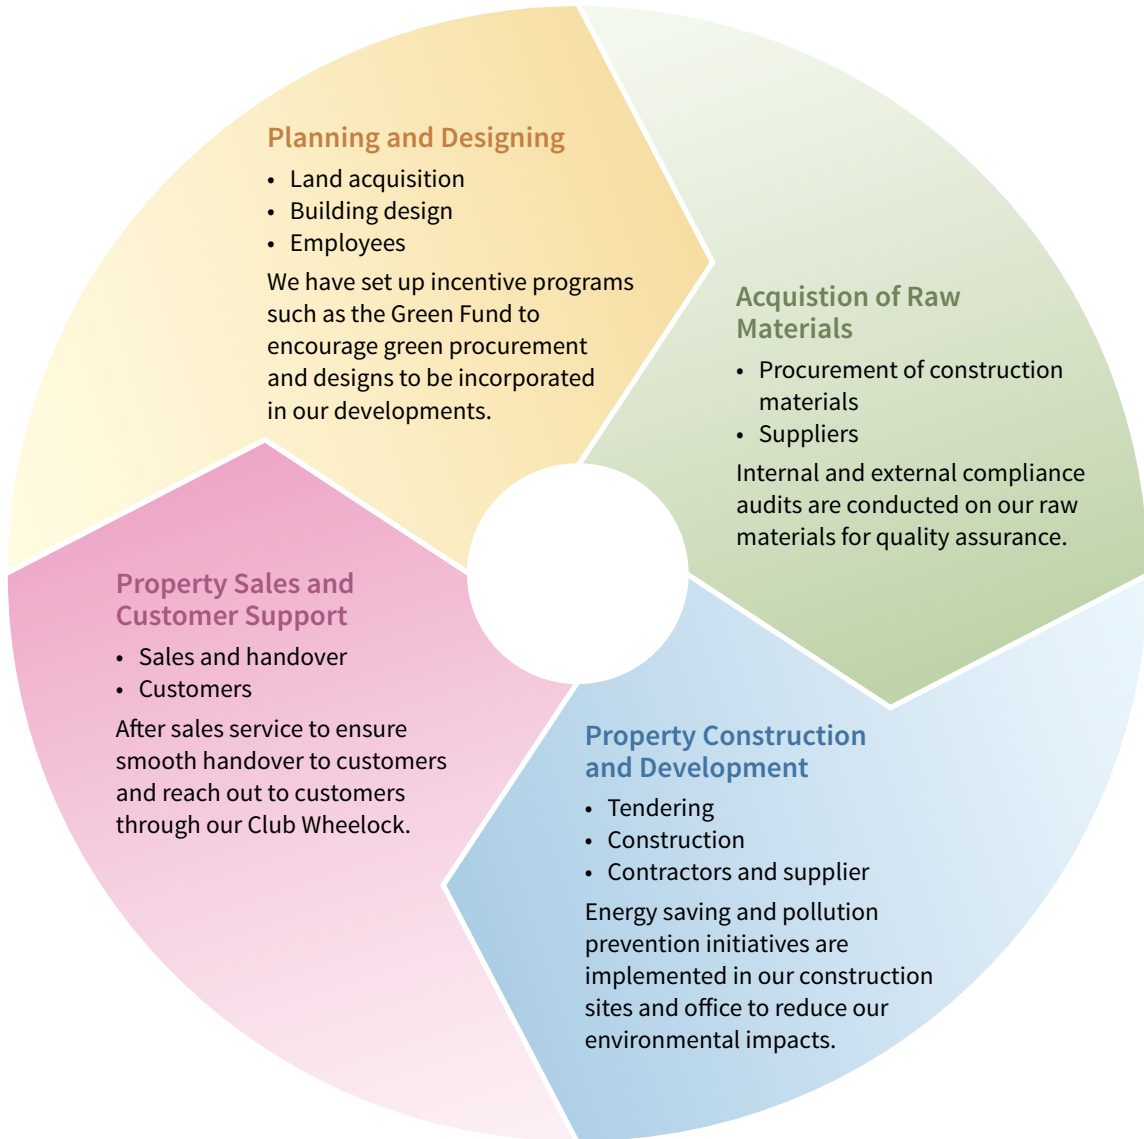 Planning and Designing
• Land acquisition
• Building design
• Employees
We have set up incentive programs
such as the Green Fund to
encourage green procurement
and designs to be incorporated
in our developments.
Acquistion of Raw
Materials
• Procurement of construction
materials
• Suppliers
Internal and external compliance
audits are conducted on our raw
materials for quality assurance.
Property Construction
and Development
• Tendering
• Construction
• Contractors and supplier
Energy saving and pollution
prevention initiatives are
implemented in our construction
sites and office to reduce our
environmental impacts.
Property Sales and
Customer Support
• Sales and handover
• Customers
After sales service to ensure
smooth handover to customers
and reach out to customers
through our Club Wheelock.